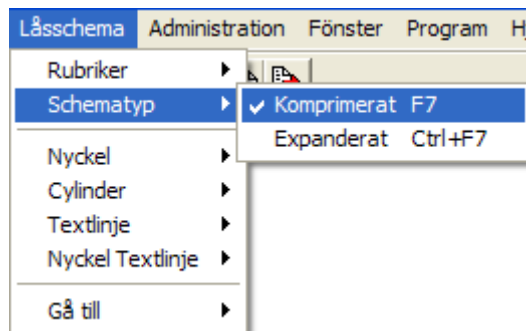 Låsschema Administration Fönster Program
Rubriker
Schematyp
Komprimerat F7
Expanderat Ctrl+F7
Nyckel
Cylinder
Textlinje
Nyckel Textlinje
Gå till